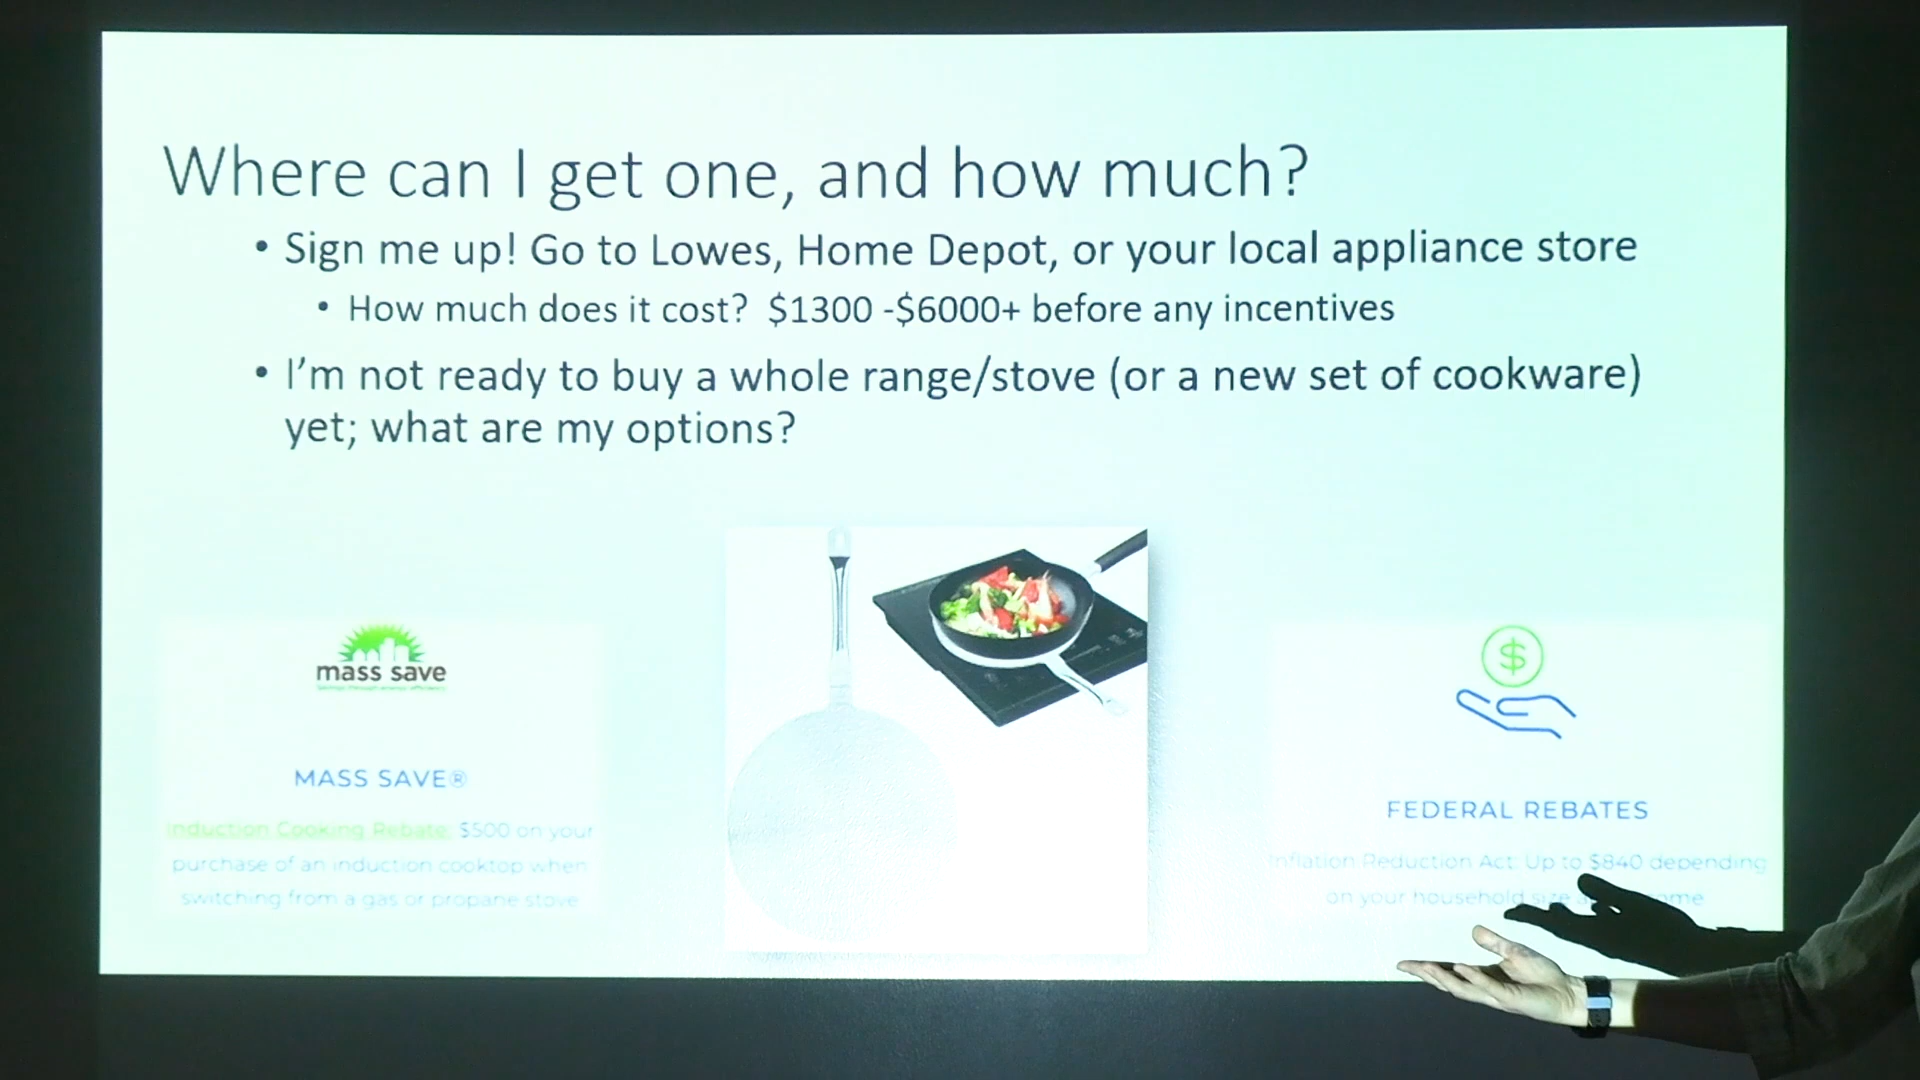 Where can I get one, and how much?
• Sign me up! Go to Lowes, Home Depot, or your local appliance store
• How much does it cost? $1300 -$6000+ before any incentives
• I’m not ready to buy a whole range/stove (or a new set of cookware)
yet; what are my options?
mass save
MASS SAVE®
Induction Cooking Rebate: $500 on your
purchase of an induction cooktop when
switching from a gas or propane stove
FEDERAL REBATES
Inflation Reduction Act: Up to $840 depending
on your household size